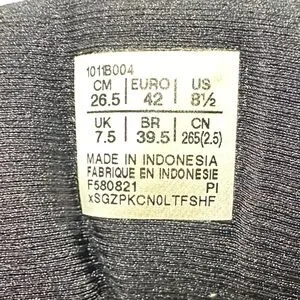 1011B004
CM EURO US
26.5 42 8½
UK BR CN
7.5 39.5 265(2.5)
MADE IN INDONESIA
FABRIQUE EN INDONESIE
F580821 PI
xSGZPKCN0LTFSHF